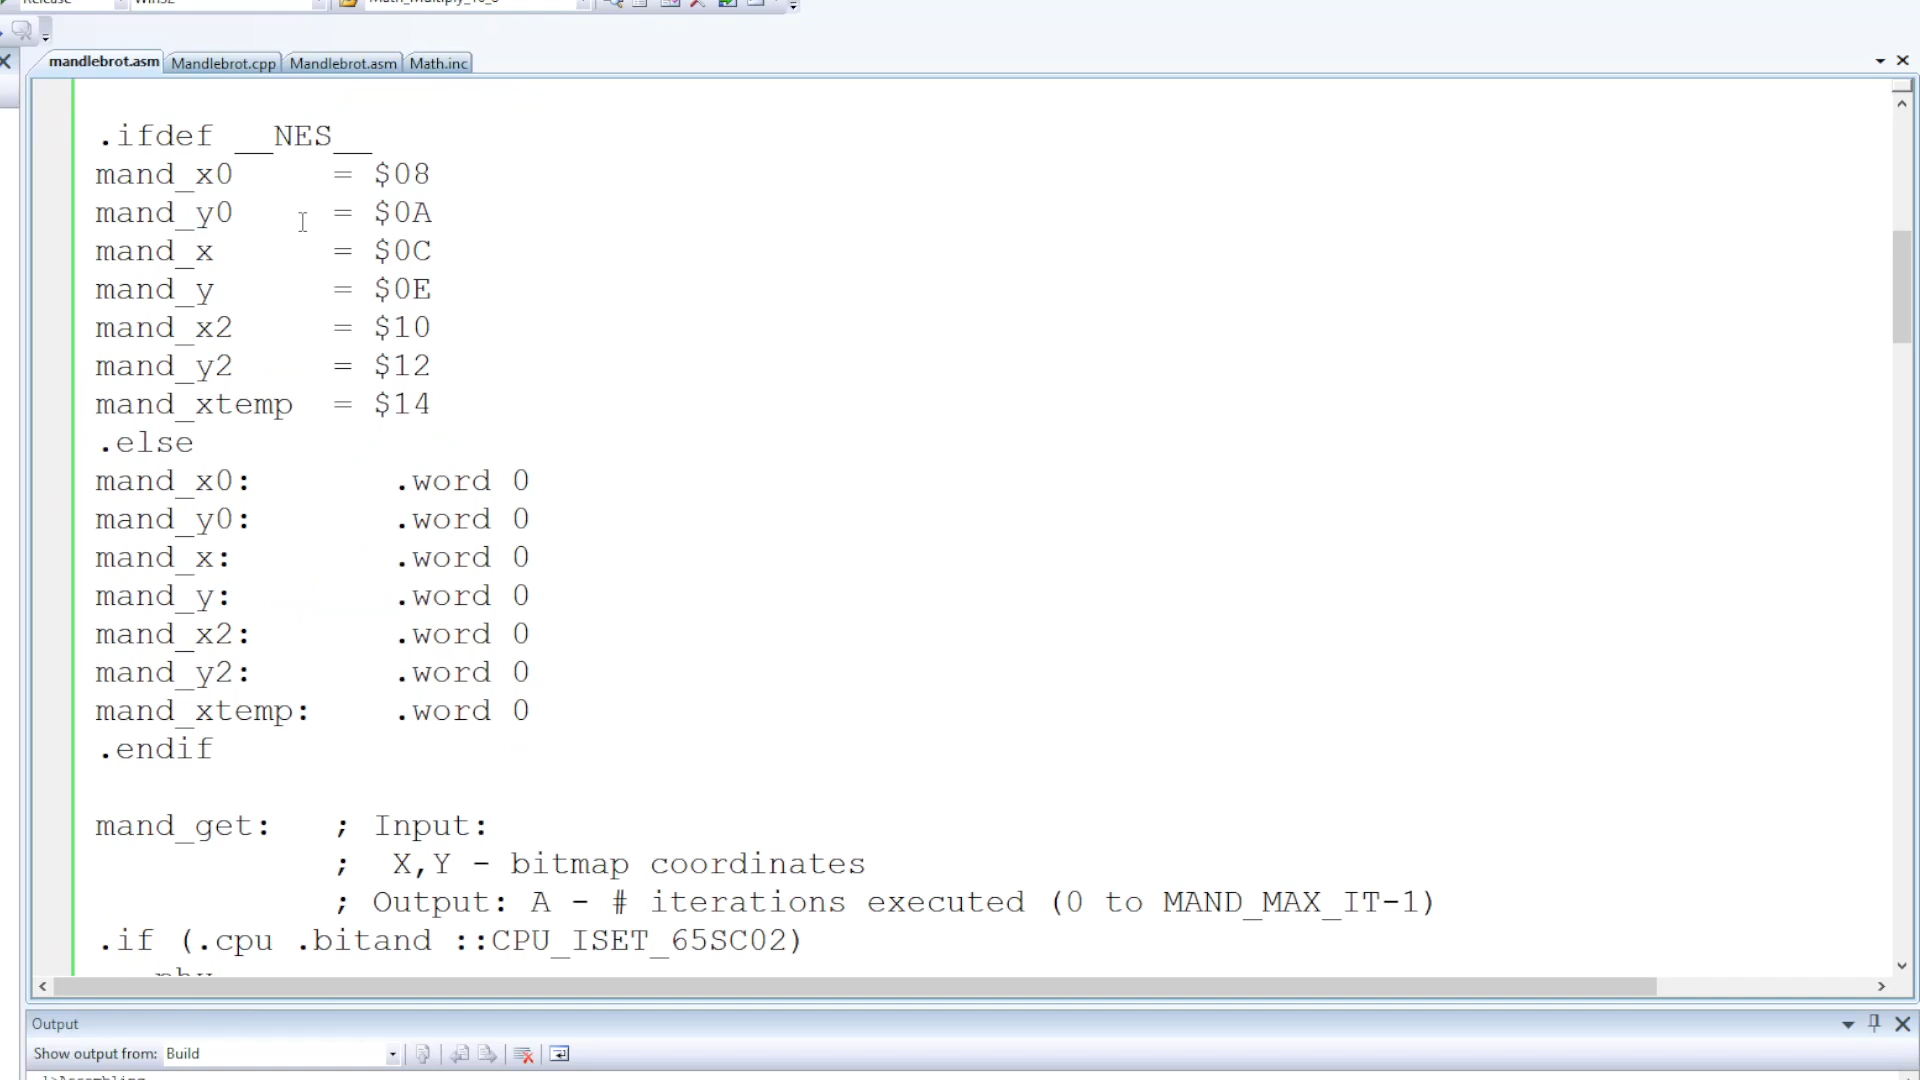 mandlebrot.asm Mandlebrot.cpp Mandlebrot.asm Math.inc
.ifdef __NES__
mand_x0 = $08
mand_y0 = $0A
mand_x = $0C
mand_y = $0E
mand_x2 = $10
mand_y2 = $12
mand_xtemp = $14
.else
mand_x0: .word 0
mand_y0: .word 0
mand_x: .word 0
mand_y: .word 0
mand_x2: .word 0
mand_y2: .word 0
mand_xtemp: .word 0
.endif
mand_get: ; Input:
; X,Y - bitmap coordinates
; Output: A - # iterations executed (0 to MAND_MAX_IT-1)
.if (.cpu .bitand ::CPU_ISET_65SC02)
Output
Show output from: Build